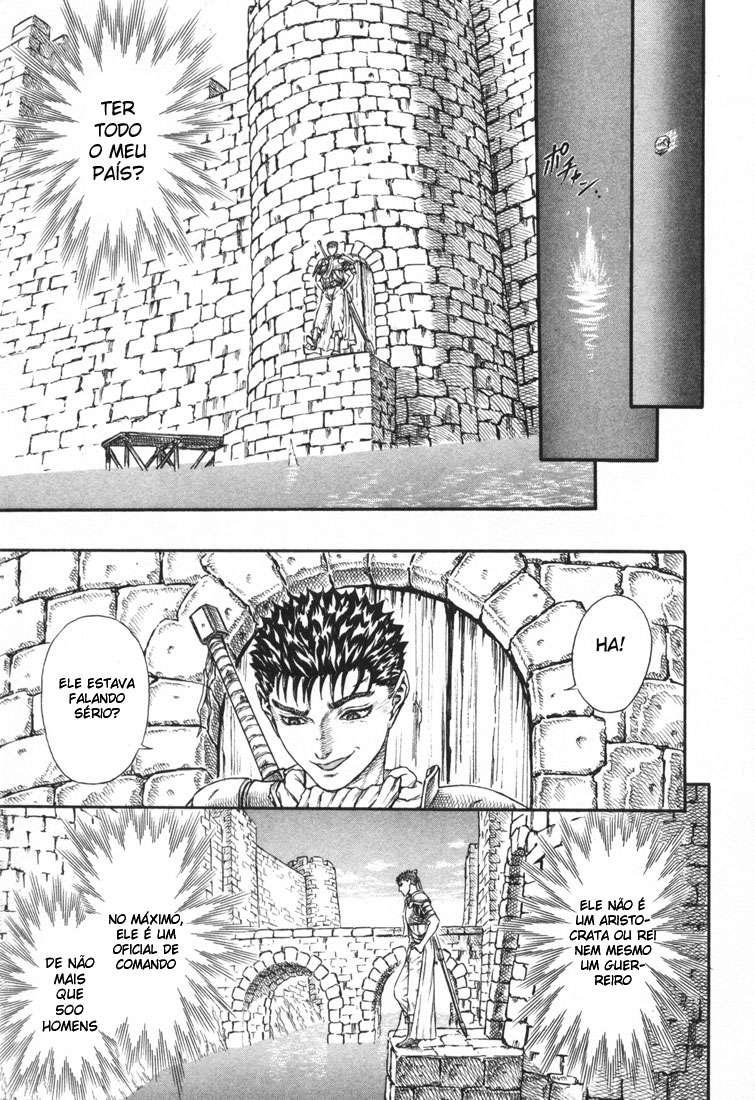 ポチャン
TER
TODO
O MEU
PAÍS?
HA!
ELE ESTAVA
FALANDO
SÉRIO?
ELE NÃO É
UM ARISTO-
CRATA OU REI
NEM MESMO
UM GUER-
REIRO
NO MÁXIMO,
ELE É UM
OFICIAL DE
COMANDO
DE NÃO
MAIS
QUE
500
HOMENS